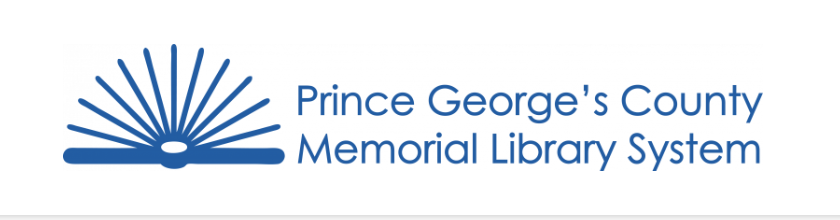 Prince George’s County
Memorial Library System